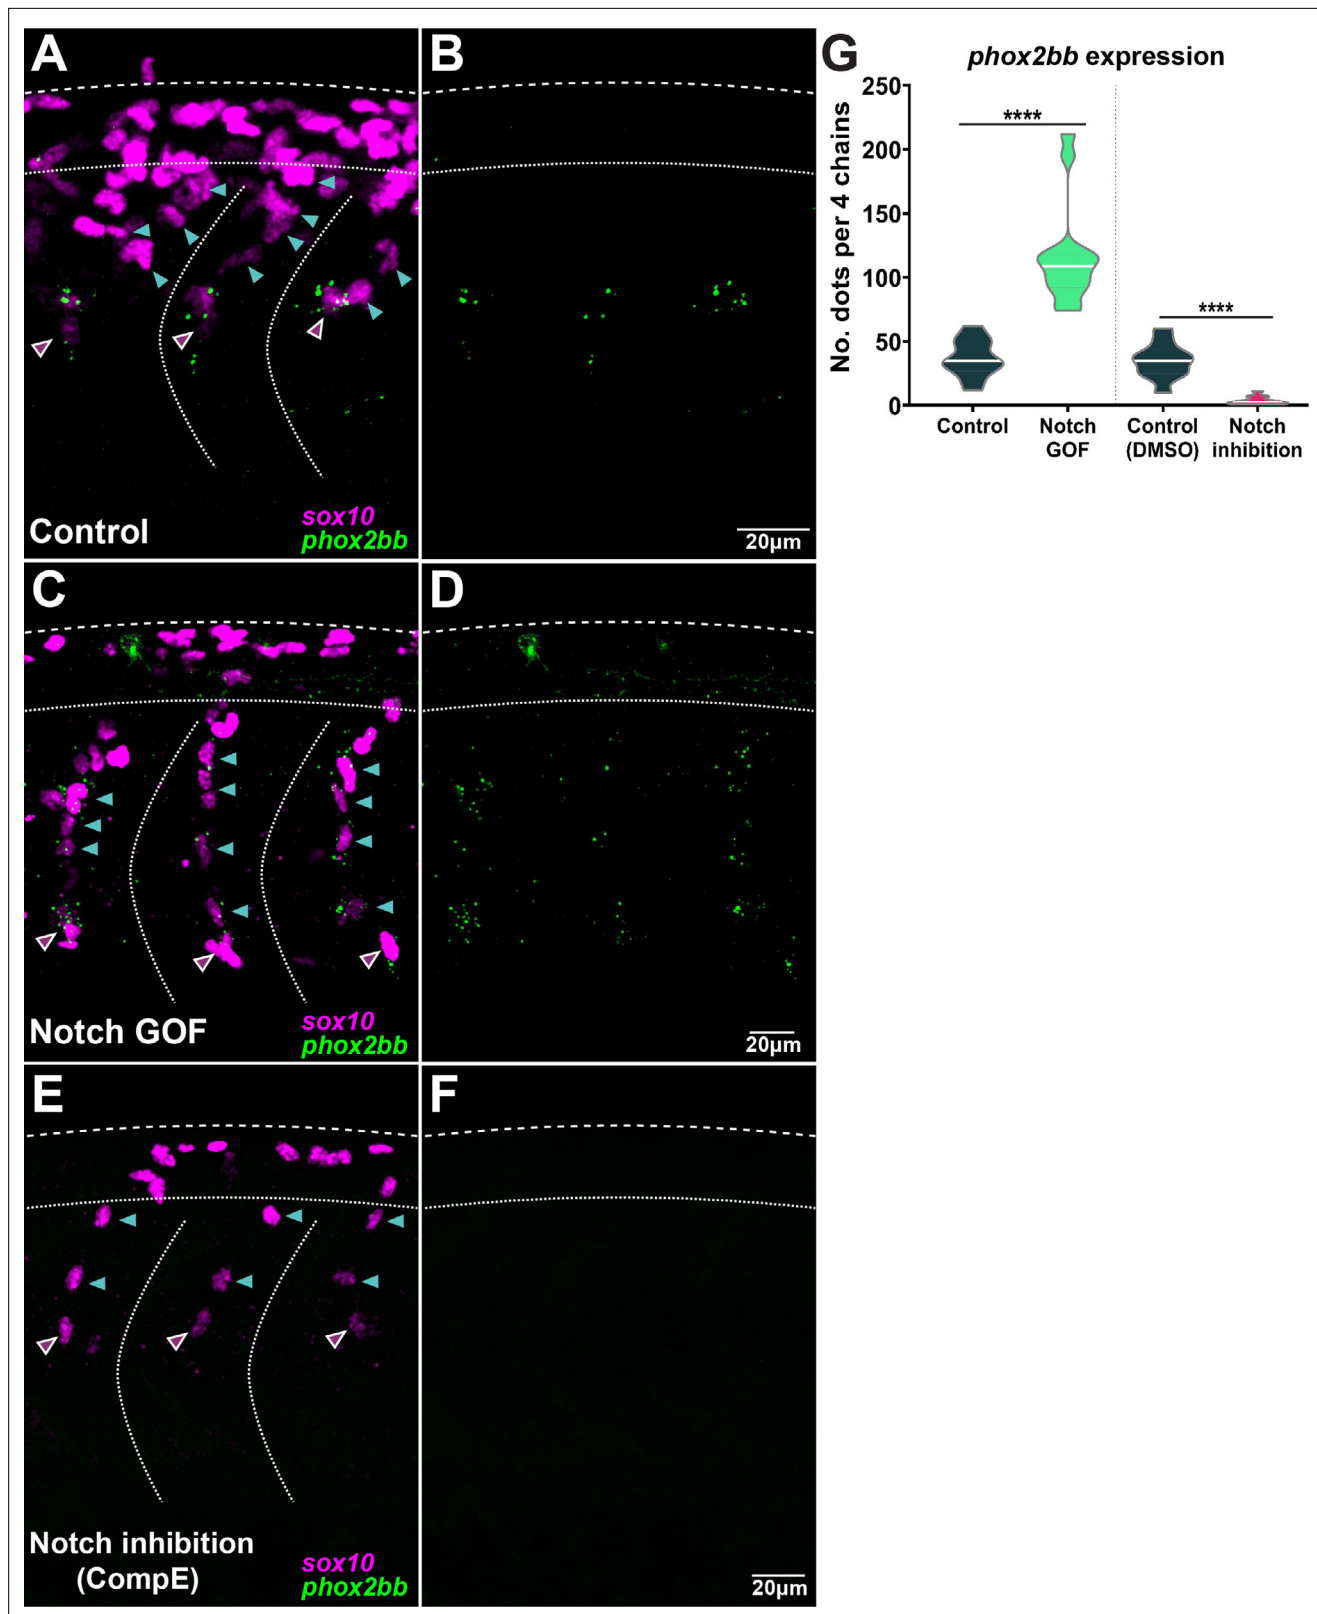 A
B
Control
sox10
phox2bb
20µm
C
D
Notch GOF
sox10
phox2bb
20µm
E
F
Notch inhibition
(CompE)
sox10
phox2bb
20µm
G
phox2bb expression
No. dots per 4 chains
250
200
150
100
50
0
****
****
Control
Notch
GOF
Control
(DMSO)
Notch
inhibition